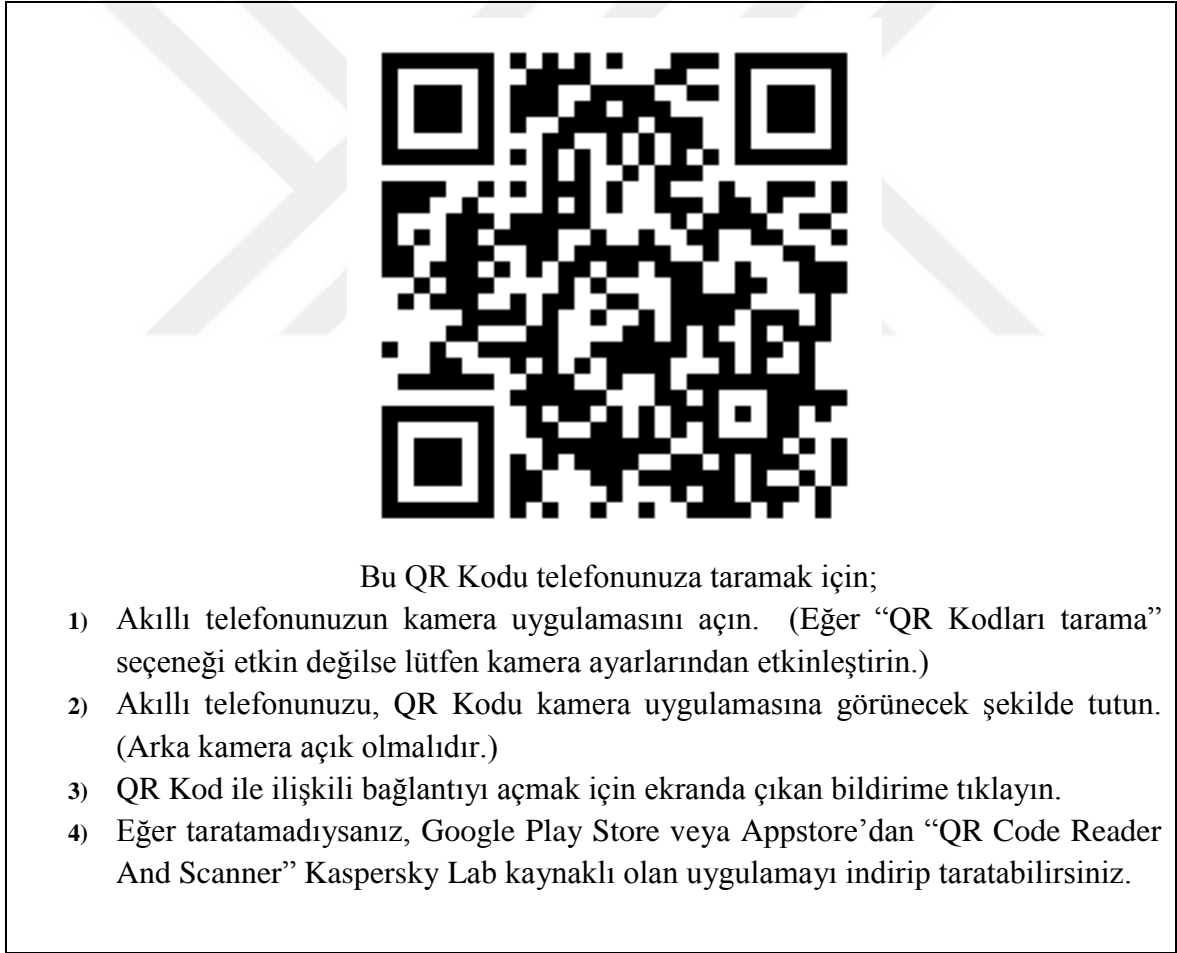 Bu QR Kodu telefonunuza taramak için;
1) Akıllı telefonunuzun kamera uygulamasını açın. (Eğer “QR Kodları tarama”
seçeneği etkin değilse lütfen kamera ayarlarından etkinleştirin.)
2) Akıllı telefonunuzu, QR Kodu kamera uygulamasına görünecek şekilde tutun.
(Arka kamera açık olmalıdır.)
3) QR Kod ile ilişkili bağlantıyı açmak için ekranda çıkan bildirime tıklayın.
4) Eğer taratamadıysanız, Google Play Store veya Appstore’dan “QR Code Reader
And Scanner” Kaspersky Lab kaynaklı olan uygulamayı indirip taratabilirsiniz.